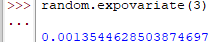 >>> random.expovariate(3)
...
0.0013544628503874697